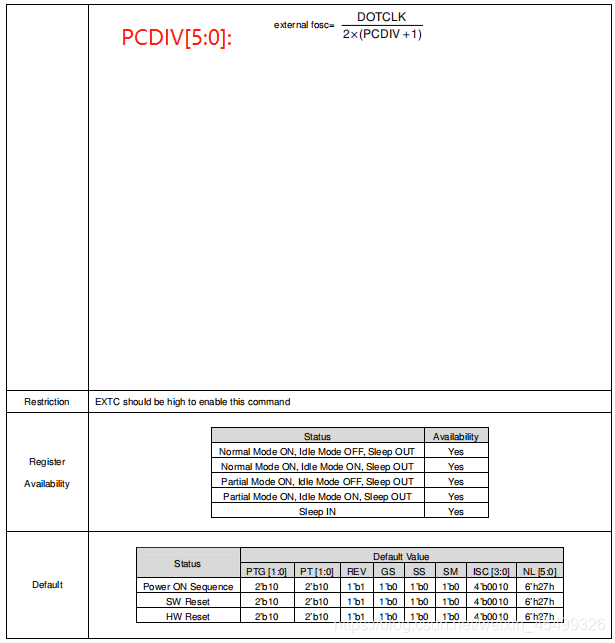 PCDIV[5:0]: external fosc= DOTCLK
2×(PCDIV +1)
Restriction EXTC should be high to enable this command
Register
Availability
Status Availability
Normal Mode ON, Idle Mode OFF, Sleep OUT Yes
Normal Mode ON, Idle Mode ON, Sleep OUT Yes
Partial Mode ON, Idle Mode OFF, Sleep OUT Yes
Partial Mode ON, Idle Mode ON, Sleep OUT Yes
Sleep IN Yes
Default
Status Default Value
PTG [1:0] PT [1:0] REV GS SS SM ISC [3:0] NL [5:0]
Power ON Sequence 2'b10 2'b10 1'b1 1'b0 1'b0 1'b0 4'b0010 6'h27h
SW Reset 2'b10 2'b10 1'b1 1'b0 1'b0 1'b0 4'b0010 6'h27h
HW Reset 2'b10 2'b10 1'b1 1'b0 1'b0 1'b0 4'b0010 6'h27h
https://blog.csdn.net/weixin_45499326